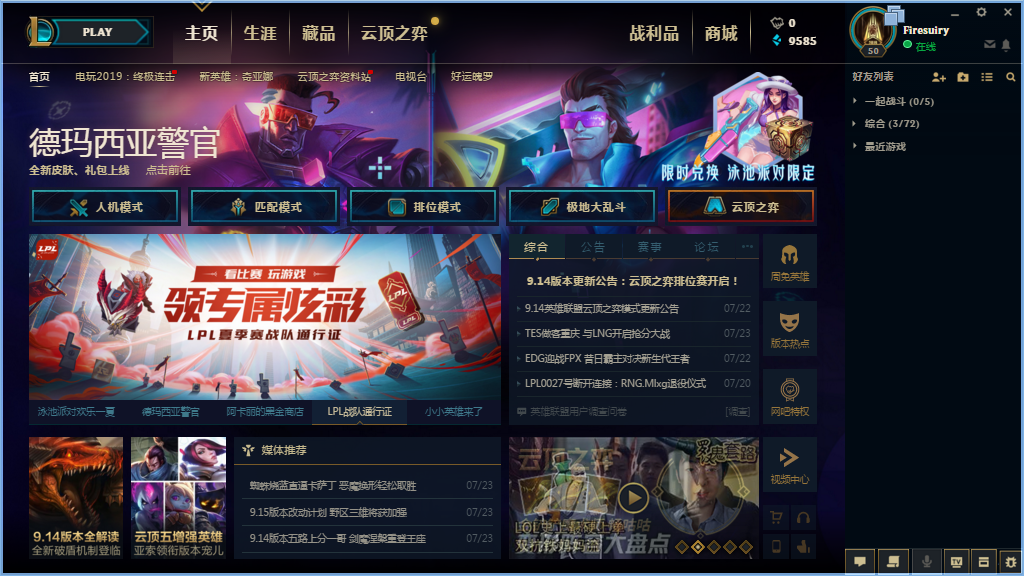 PLAY
主页
生涯
藏品
云顶之弈
战利品
商城
0
9585
50
Firesuiry
在线
首页
电玩2019：终极连击
新英雄：奇亚娜
云顶之弈资料站
电视台
好运魄罗
好友列表
一起战斗 (0/5)
综合 (3/72)
最近游戏
德玛西亚警官
全新皮肤、礼包上线 点击前往
限时兑换 泳池派对限定
人机模式
匹配模式
排位模式
极地大乱斗
云顶之弈
LPL
看比赛 玩游戏
领专属炫彩
LPL夏季赛战队通行证
LPL
泳池派对欢乐一夏
德玛西亚警官
阿卡丽的黑金商店
LPL战队通行证
小小英雄来了
综合
公告
赛事
论坛
9.14版本更新公告：云顶之弈排位赛开启！
9.14英雄联盟云顶之弈模式更新公告 07/22
TES做客重庆 与LNG开启抢分大战 07/23
EDG迎战FPX 昔日霸主对决新生代王者 07/22
LPL0027号断开连接：RNG.Mlxg退役仪式 07/20
英雄联盟用户调查问卷 [调查]
周免英雄
版本热点
网吧特权
视频中心
9.14版本全解读
全新破盾机制登临
云顶五增强英雄
亚索领衔版本宠儿
媒体推荐
蜘蛛烧蓝直逼卡萨丁 恶魔换形轻松取胜 07/23
9.15版本改动计划 野区三雄将获加强 07/23
9.14版本五路上分一哥 剑魔涅槃重登王座 07/23
云顶之弈
TV